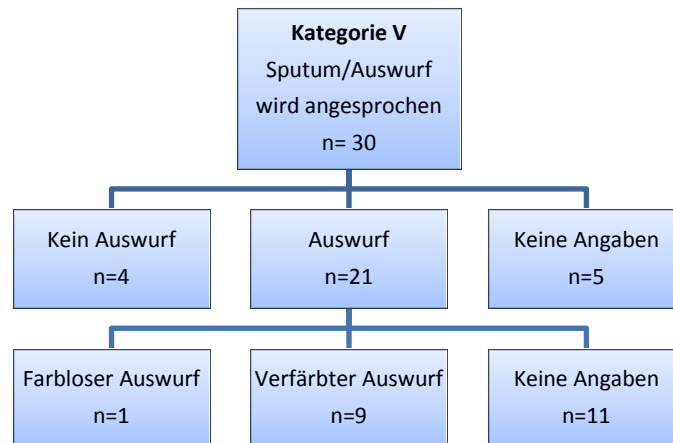 Kategorie V
Sputum/Auswurf
wird angesprochen
n= 30
Kein Auswurf
n=4
Auswurf
n=21
Keine Angaben
n=5
Farbloser Auswurf
n=1
Verfärbter Auswurf
n=9
Keine Angaben
n=11